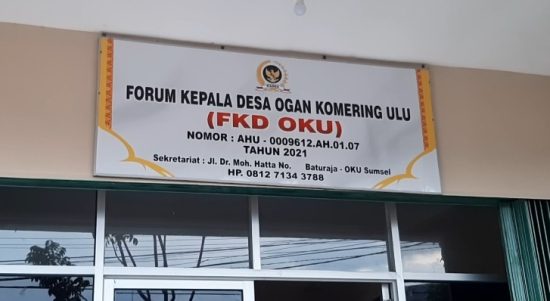 FORUM KEPALA DESA OGAN KOMERING ULU
(FKD OKU)
NOMOR : AHU - 0009612.AH.01.07
TAHUN 2021
Sekretariat : Jl. Dr. Moh. Hatta No. Baturaja - OKU Sumsel
HP. 0812 7134 3788